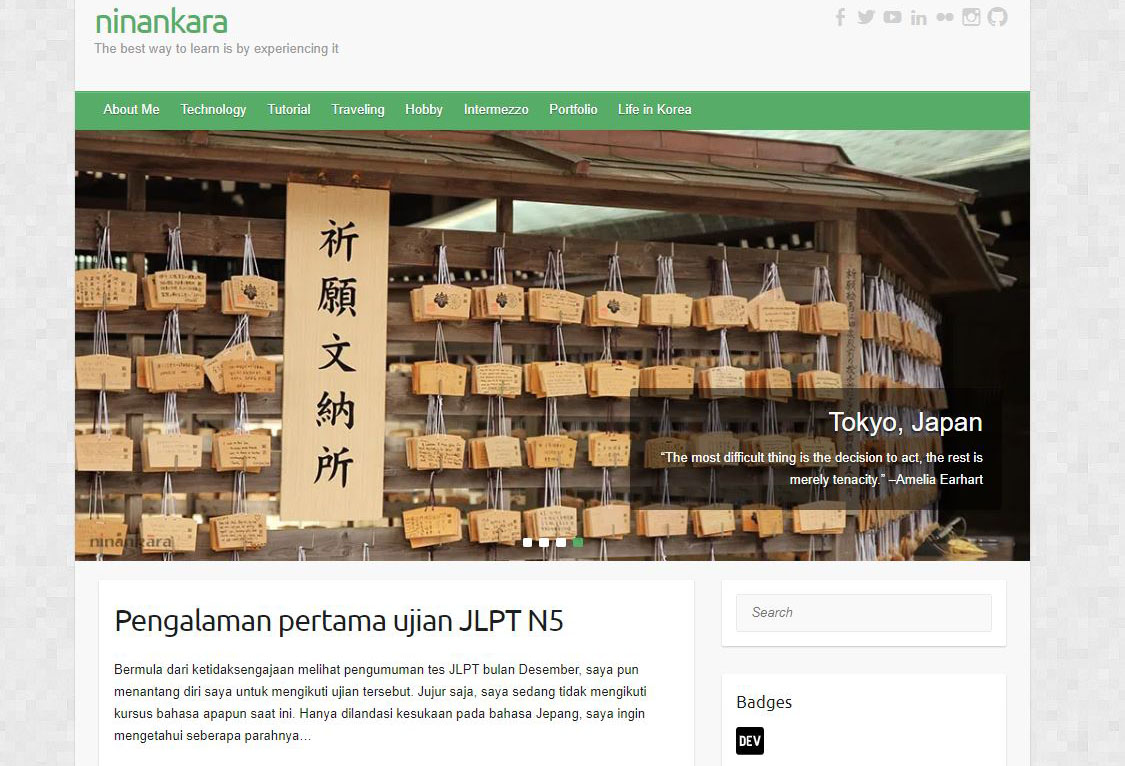 ninankara
The best way to learn is by experiencing it
About Me Technology Tutorial Traveling Hobby Intermezzo Portfolio Life in Korea
祈願文納所
Tokyo, Japan
“The most difficult thing is the decision to act, the rest is
merely tenacity.” –Amelia Earhart
ninankara
Pengalaman pertama ujian JLPT N5
Bermula dari ketidaksengajaan melihat pengumuman tes JLPT bulan Desember, saya pun
menantang diri saya untuk mengikuti ujian tersebut. Jujur saja, saya sedang tidak mengikuti
kursus bahasa apapun saat ini. Hanya dilandasi kesukaan pada bahasa Jepang, saya ingin
mengetahui seberapa parahnya…
Search
Badges
DEV